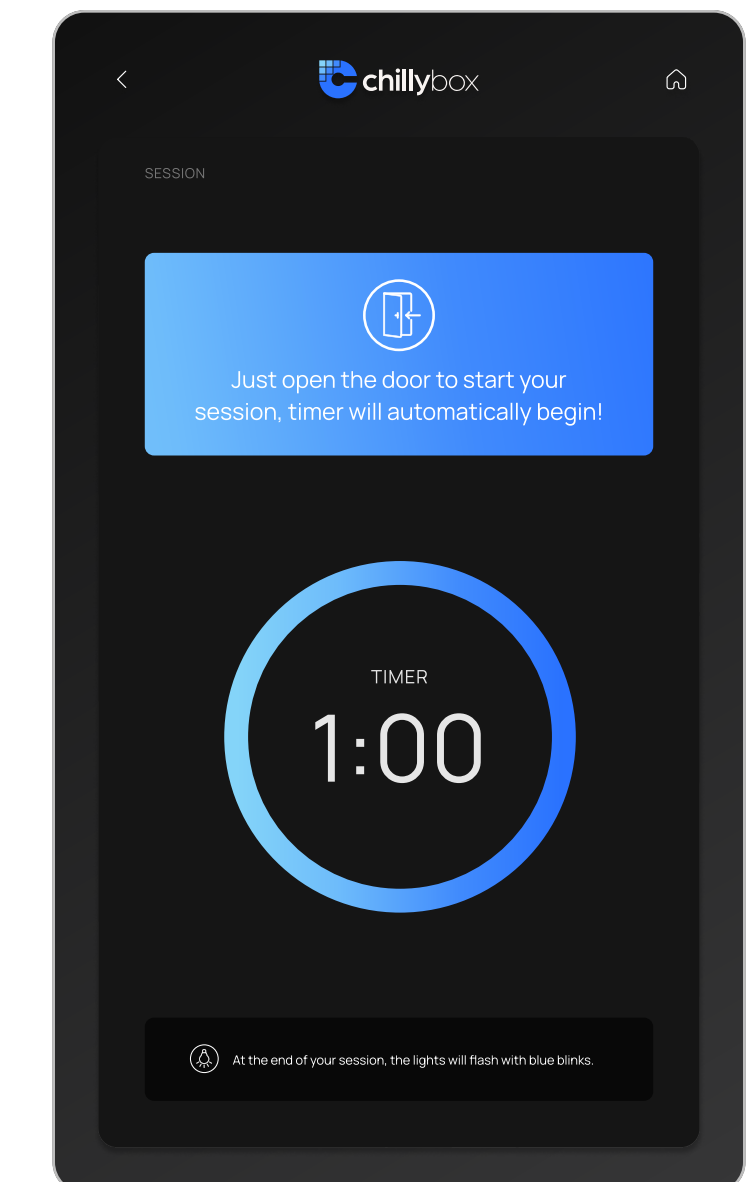 chillybox
SESSION
Just open the door to start your
session, timer will automatically begin!
TIMER
1:00
At the end of your session, the lights will flash with blue blinks.